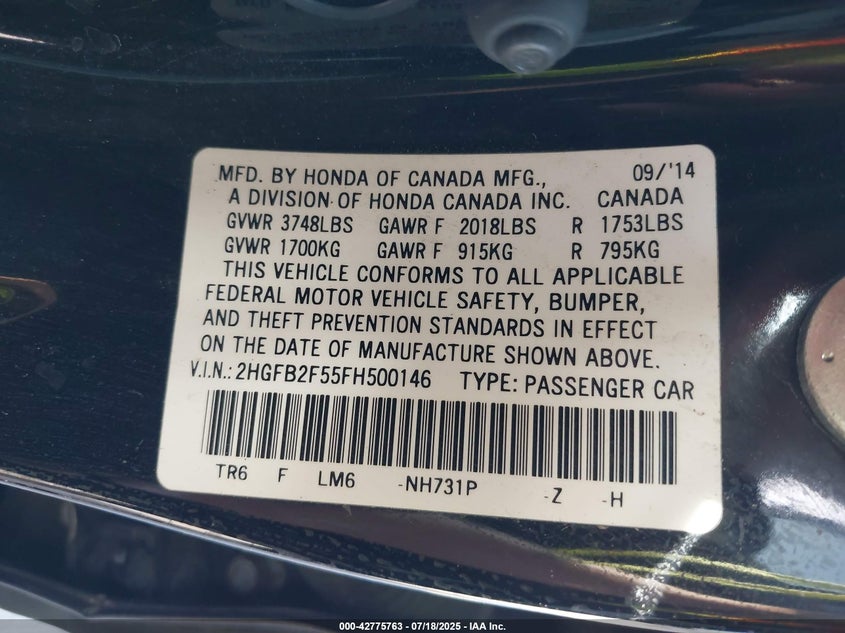 MFD. BY HONDA OF CANADA MFG., 09/'14
A DIVISION OF HONDA CANADA INC. CANADA
GVWR 3748LBS GAWR F 2018LBS R 1753LBS
GVWR 1700KG GAWR F 915KG R 795KG
THIS VEHICLE CONFORMS TO ALL APPLICABLE
FEDERAL MOTOR VEHICLE SAFETY, BUMPER,
AND THEFT PREVENTION STANDARDS IN EFFECT
ON THE DATE OF MANUFACTURE SHOWN ABOVE.
V.I.N.: 2HGFB2F55FH500146 TYPE: PASSENGER CAR
TR6 F LM6 -NH731P -Z -H
000-42775763 - 07/18/2025 - IAA Inc.